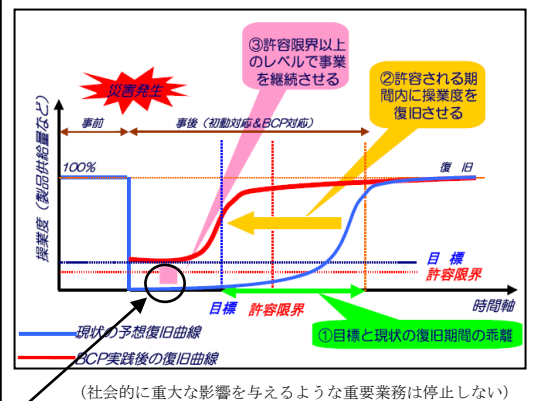 ③許容限界以上
のレベルで事業
を継続させる
②許容される期
間内に操業度を
復旧させる
災害発生
事前
事後（初動対応&BCP対応）
操業度（製品供給量など）
100%
復 旧
目 標
許容限界
目標
許容限界
時間軸
①目標と現状の復旧期間の乖離
現状の予想復旧曲線
BCP実践後の復旧曲線
（社会的に重大な影響を与えるような重要業務は停止しない）